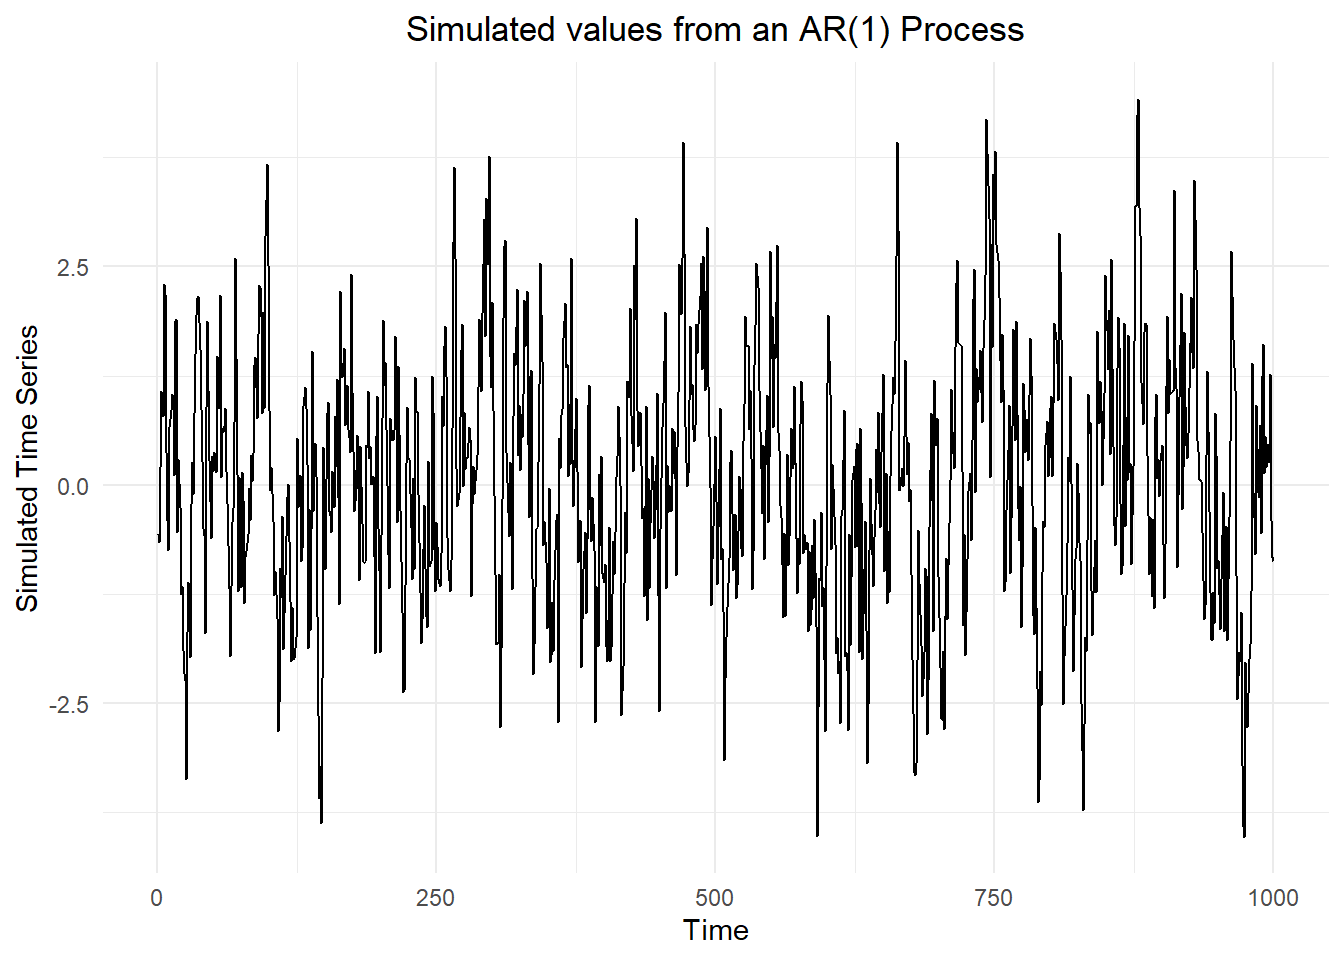 Simulated values from an AR(1) Process
Simulated Time Series
2.5
0.0
-2.5
0 250 500 750 1000
Time